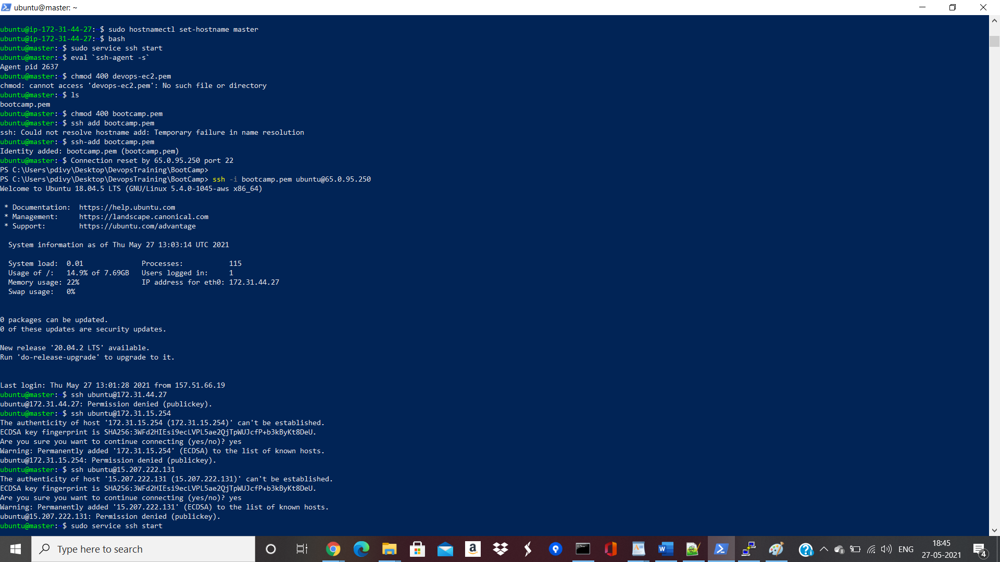 ubuntu@master: ~
ubuntu@ip-172-31-44-27: $ sudo hostnamectl set-hostname master
ubuntu@ip-172-31-44-27: $ bash
ubuntu@master: $ sudo service ssh start
ubuntu@master: $ eval `ssh-agent -s`
Agent pid 2637
ubuntu@master: $ chmod 400 devops-ec2.pem
chmod: cannot access 'devops-ec2.pem': No such file or directory
ubuntu@master: $ ls
bootcamp.pem
ubuntu@master: $ chmod 400 bootcamp.pem
ubuntu@master: $ ssh add bootcamp.pem
ssh: Could not resolve hostname add: Temporary failure in name resolution
ubuntu@master: $ ssh-add bootcamp.pem
Identity added: bootcamp.pem (bootcamp.pem)
ubuntu@master: $ Connection reset by 65.0.95.250 port 22
PS C:\Users\pdivy\Desktop\DevopsTraining\BootCamp>
PS C:\Users\pdivy\Desktop\DevopsTraining\BootCamp> ssh -i bootcamp.pem ubuntu@65.0.95.250
Welcome to Ubuntu 18.04.5 LTS (GNU/Linux 5.4.0-1045-aws x86_64)
* Documentation:  https://help.ubuntu.com
* Management:     https://landscape.canonical.com
* Support:        https://ubuntu.com/advantage
System information as of Thu May 27 13:03:14 UTC 2021
System load:  0.01              Processes:           115
Usage of /:   14.9% of 7.69GB   Users logged in:     1
Memory usage: 22%               IP address for eth0: 172.31.44.27
Swap usage:   0%
0 packages can be updated.
0 of these updates are security updates.
New release '20.04.2 LTS' available.
Run 'do-release-upgrade' to upgrade to it.
Last login: Thu May 27 13:01:28 2021 from 157.51.66.19
ubuntu@master: $ ssh ubuntu@172.31.44.27
ubuntu@172.31.44.27: Permission denied (publickey).
ubuntu@master: $ ssh ubuntu@172.31.15.254
The authenticity of host '172.31.15.254 (172.31.15.254)' can't be established.
ECDSA key fingerprint is SHA256:3WFd2HIEsi9ecLVPL5ae2QjTpWUJcfP+b3kByKt8DeU.
Are you sure you want to continue connecting (yes/no)? yes
Warning: Permanently added '172.31.15.254' (ECDSA) to the list of known hosts.
ubuntu@172.31.15.254: Permission denied (publickey).
ubuntu@master: $ ssh ubuntu@15.207.222.131
The authenticity of host '15.207.222.131 (15.207.222.131)' can't be established.
ECDSA key fingerprint is SHA256:3WFd2HIEsi9ecLVPL5ae2QjTpWUJcfP+b3kByKt8DeU.
Are you sure you want to continue connecting (yes/no)? yes
Warning: Permanently added '15.207.222.131' (ECDSA) to the list of known hosts.
ubuntu@15.207.222.131: Permission denied (publickey).
ubuntu@master: $ sudo service ssh start
Type here to search
ENG
18:45
27-05-2021
4